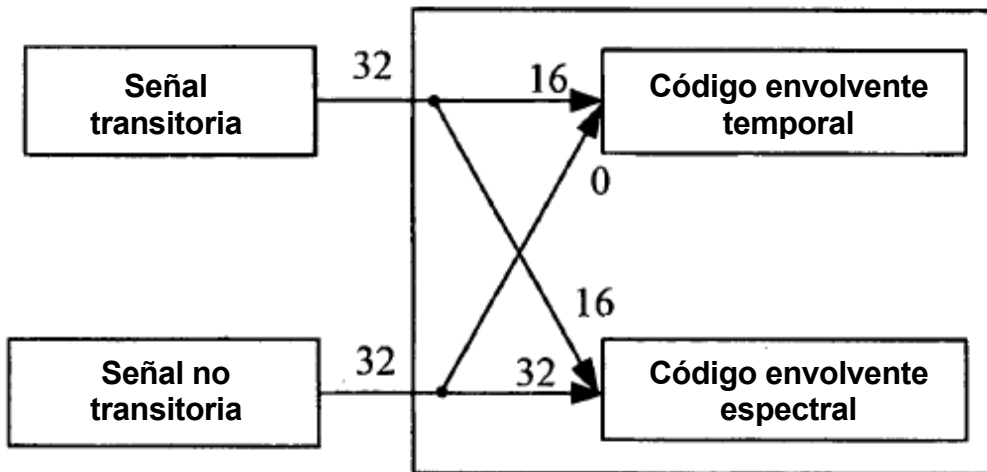 Señal
transitoria
32
16
Código envolvente
temporal
0
16
Señal no
transitoria
32
32
Código envolvente
espectral